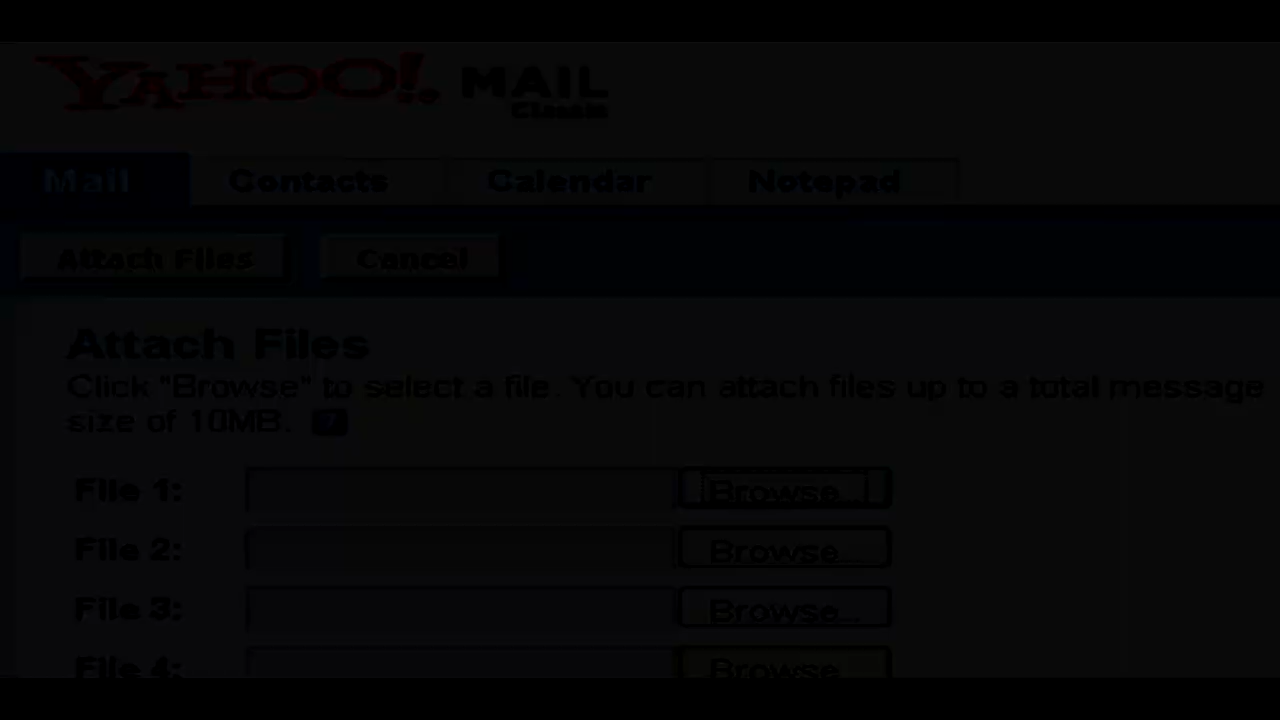 YAHOO! MAIL
Classic
Mail Contacts Calendar Notepad
Attach Files Cancel
Attach Files
Click "Browse" to select a file. You can attach files up to a total message
size of 10MB. ?
File 1: Browse...
File 2: Browse...
File 3: Browse...
File 4: Browse...